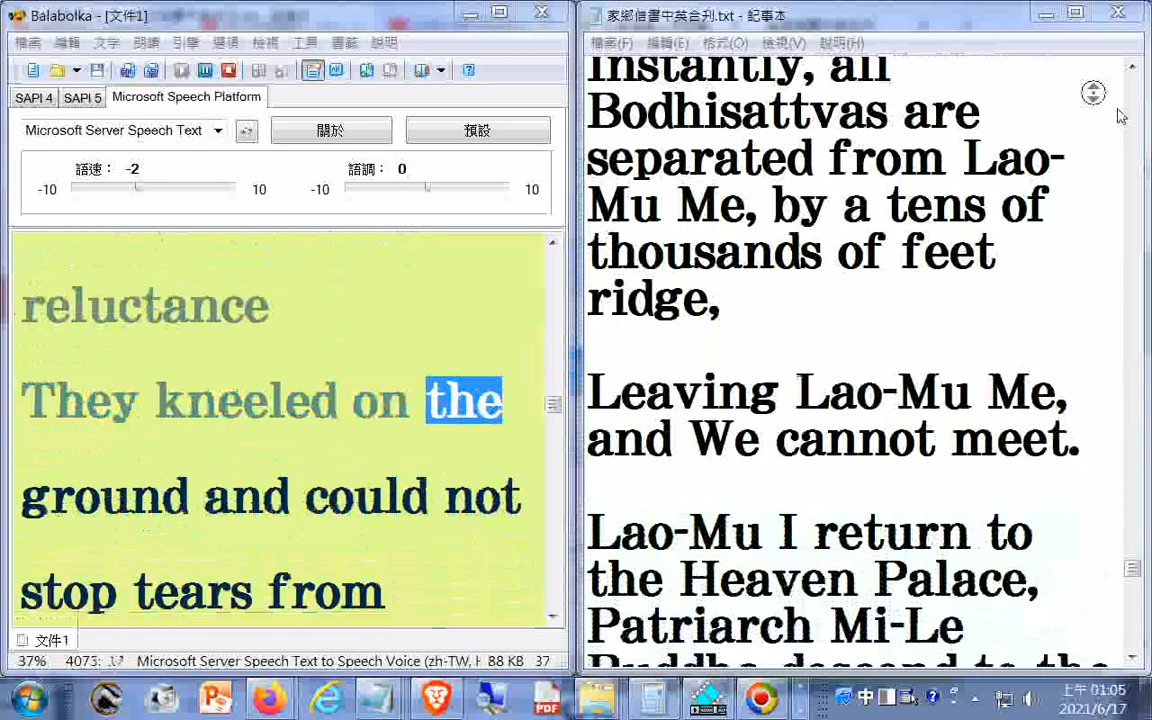 Balabolka - [文件1]
檔案 編輯 文字 朗讀 引擎 選項 檢視 工具 書籤 說明
SAPI 4 SAPI 5 Microsoft Speech Platform
Microsoft Server Speech Text 關於 預設
語速： -2 語調： 0
-10 10 -10 10
reluctance
They kneeled on the
ground and could not
stop tears from
文件1
37% Microsoft Server Speech Text to Speech Voice (zh-TW, H 88 KB 37
家鄉信書中英合刋.txt - 記事本
檔案(F) 編輯(E) 格式(O) 檢視(V) 說明(H)
Instantly, all
Bodhisattvas are
separated from Lao-
Mu Me, by a tens of
thousands of feet
ridge,
Leaving Lao-Mu Me,
and We cannot meet.
Lao-Mu I return to
the Heaven Palace,
Patriarch Mi-Le
Buddha descend to the
中
上午 01:05
2021/6/17